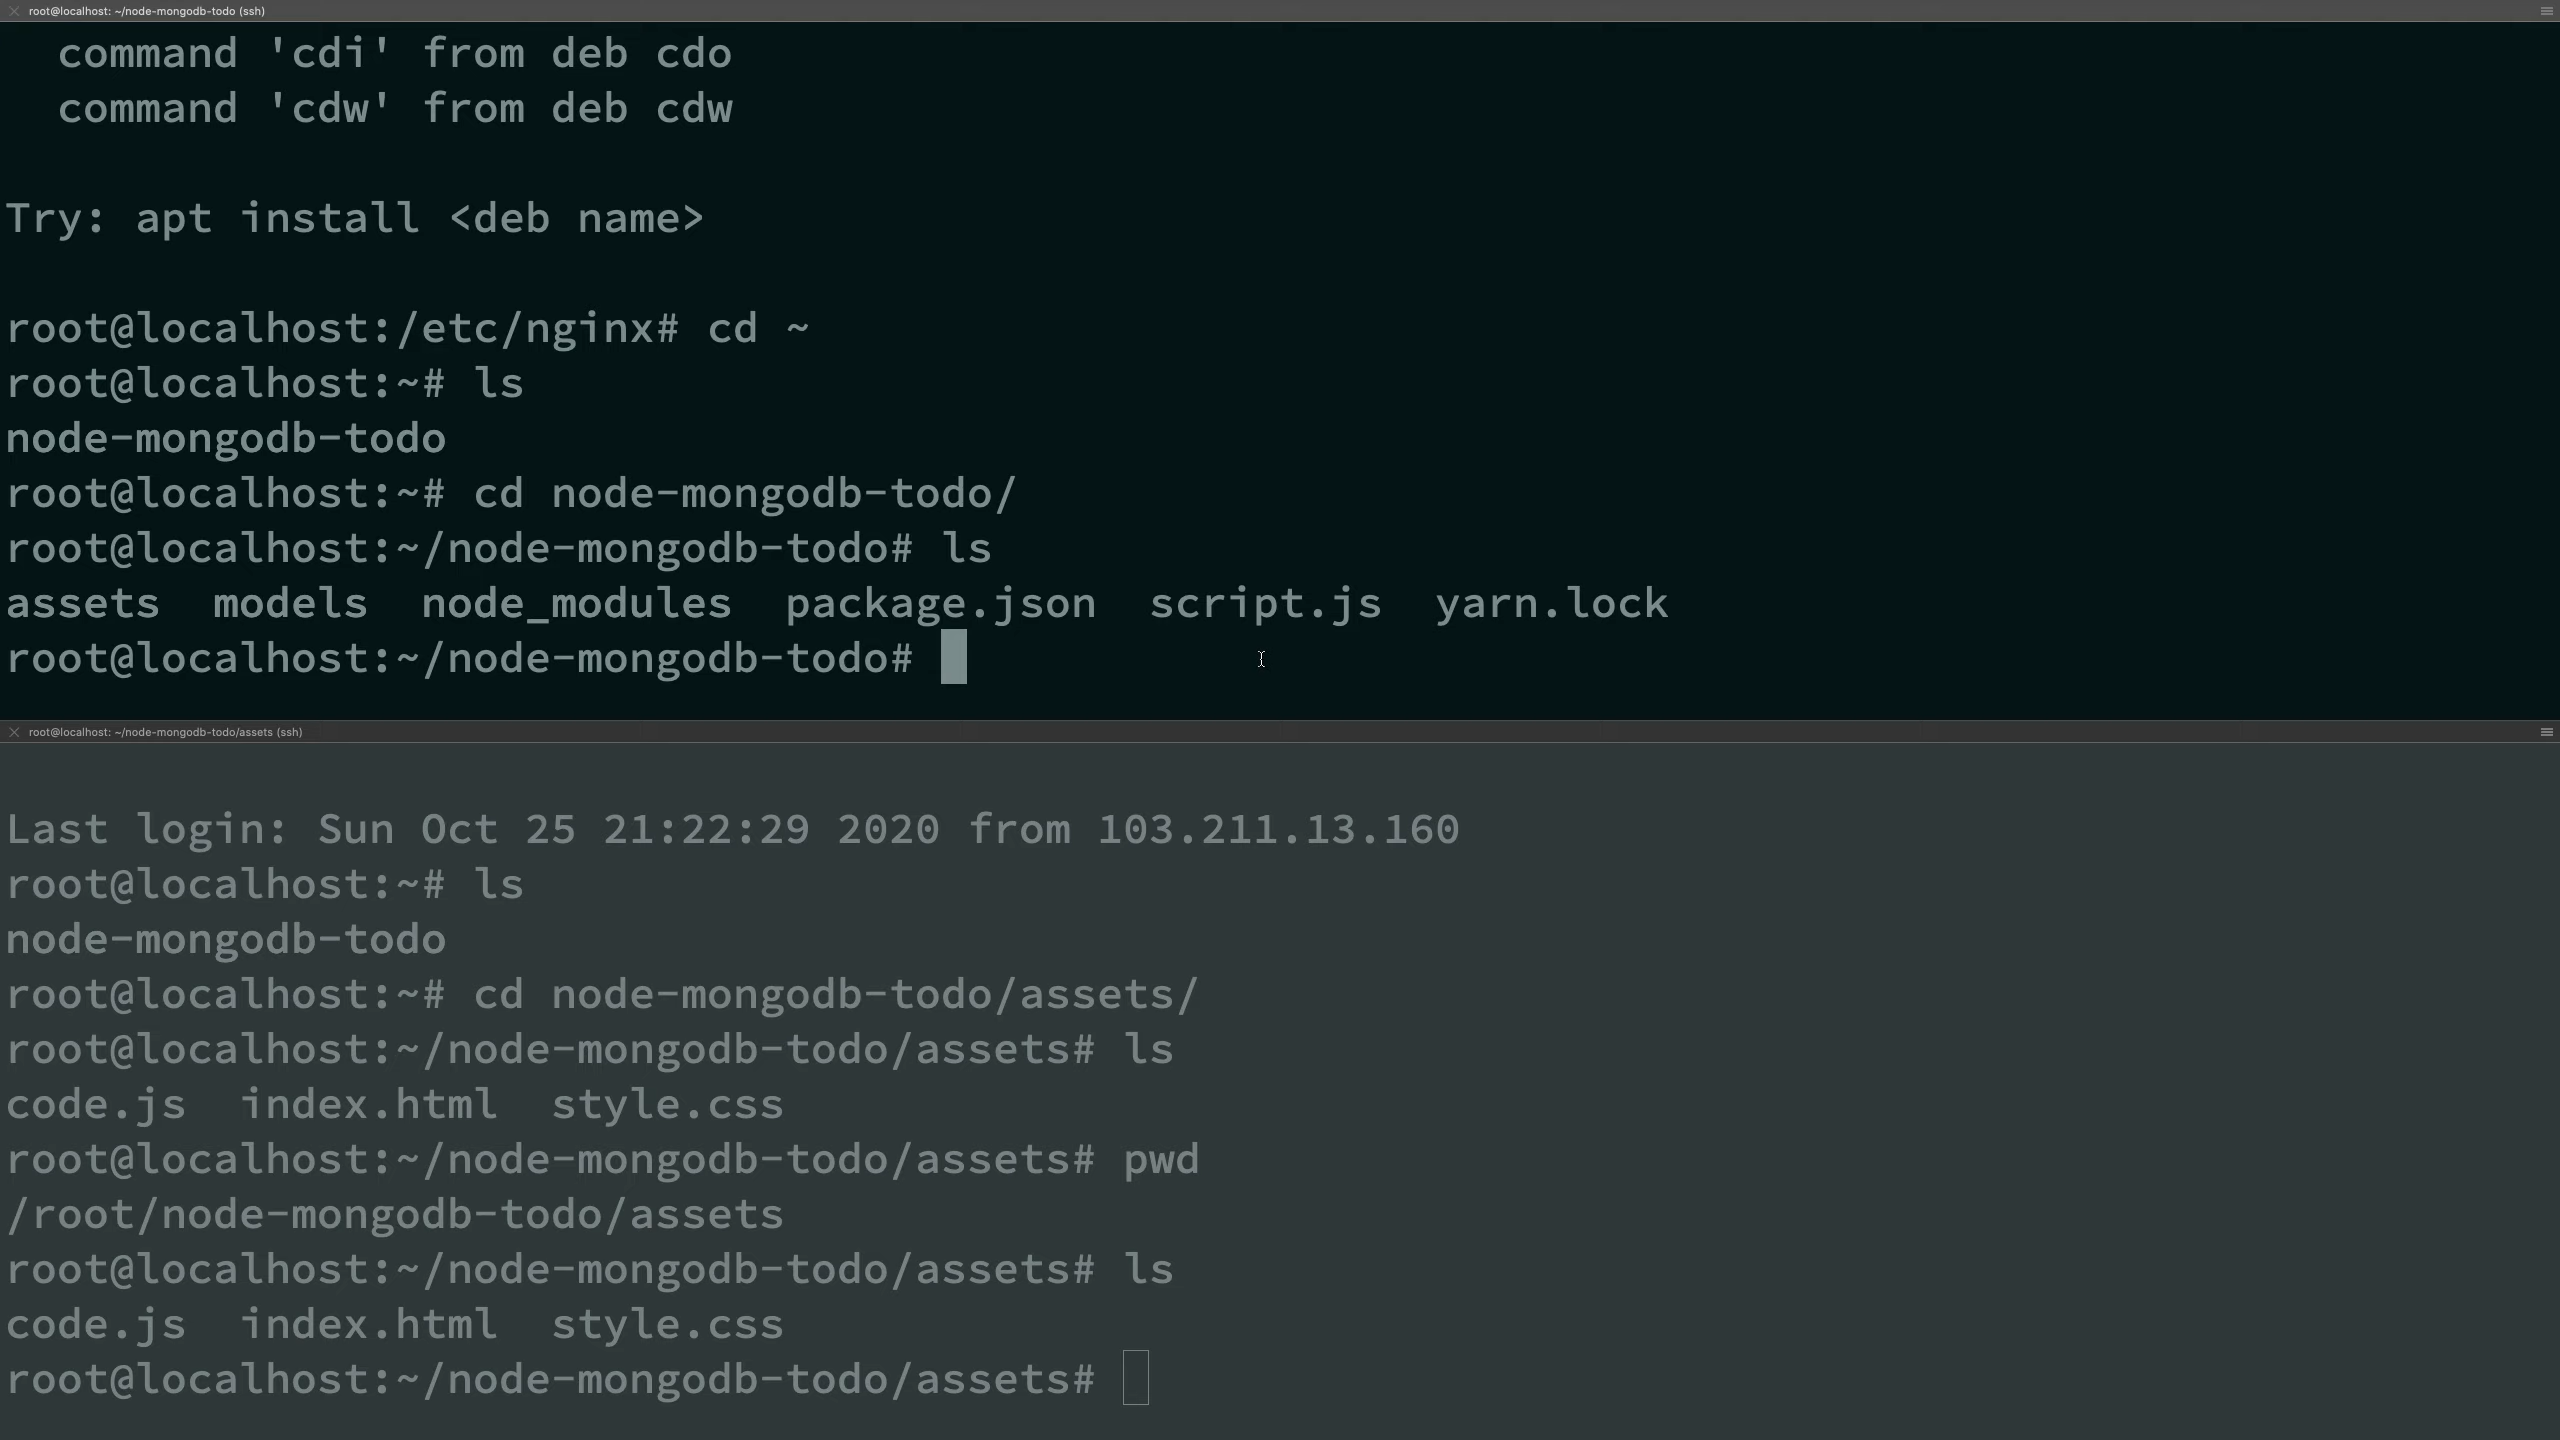 root@localhost: ~/node-mongodb-todo (ssh)
command 'cdi' from deb cdo
command 'cdw' from deb cdw
Try: apt install <deb name>
root@localhost:/etc/nginx# cd ~
root@localhost:~# ls
node-mongodb-todo
root@localhost:~# cd node-mongodb-todo/
root@localhost:~/node-mongodb-todo# ls
assets  models  node_modules  package.json  script.js  yarn.lock
root@localhost:~/node-mongodb-todo#
root@localhost: ~/node-mongodb-todo/assets (ssh)
Last login: Sun Oct 25 21:22:29 2020 from 103.211.13.160
root@localhost:~# ls
node-mongodb-todo
root@localhost:~# cd node-mongodb-todo/assets/
root@localhost:~/node-mongodb-todo/assets# ls
code.js  index.html  style.css
root@localhost:~/node-mongodb-todo/assets# pwd
/root/node-mongodb-todo/assets
root@localhost:~/node-mongodb-todo/assets# ls
code.js  index.html  style.css
root@localhost:~/node-mongodb-todo/assets#